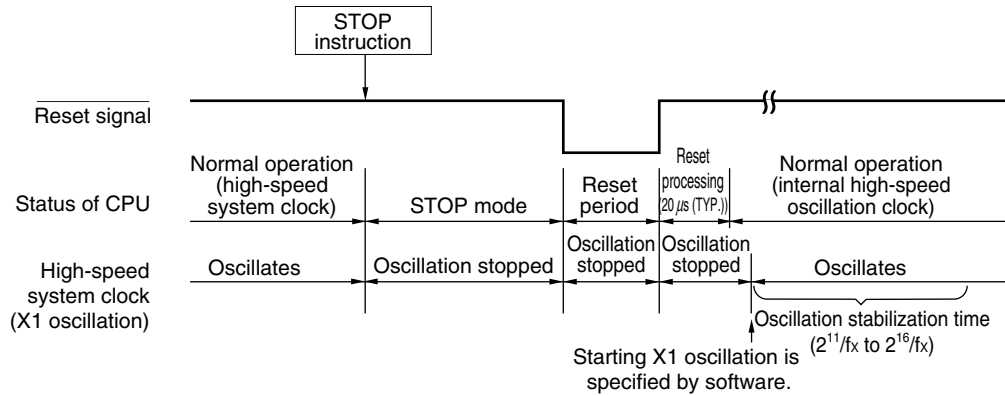 STOP
instruction
Reset signal
Status of CPU
Normal operation
(high-speed
system clock)
STOP mode
Reset
period
Reset
processing
(20 μs (TYP.))
Normal operation
(internal high-speed
oscillation clock)
High-speed
system clock
(X1 oscillation)
Oscillates
Oscillation stopped
Oscillation
stopped
Oscillation
stopped
Oscillates
Oscillation stabilization time
(2¹¹/fX to 2¹⁶/fX)
Starting X1 oscillation is
specified by software.